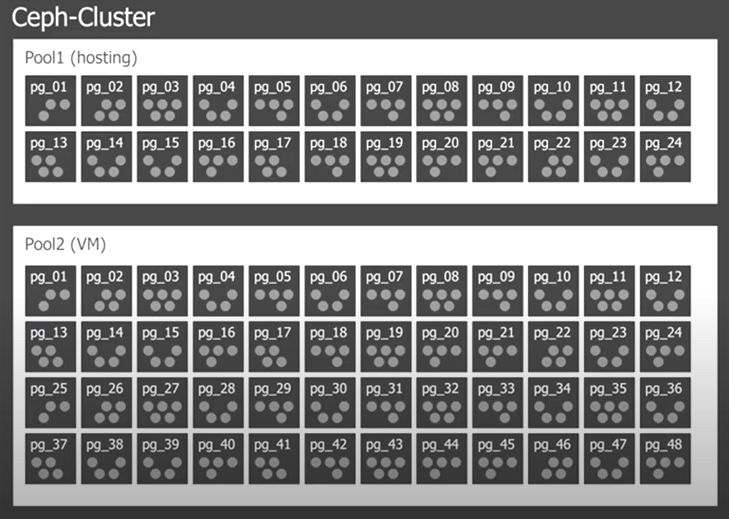 Ceph-Cluster
Pool1 (hosting)
pg_01 pg_02 pg_03 pg_04 pg_05 pg_06 pg_07 pg_08 pg_09 pg_10 pg_11 pg_12
pg_13 pg_14 pg_15 pg_16 pg_17 pg_18 pg_19 pg_20 pg_21 pg_22 pg_23 pg_24
Pool2 (VM)
pg_01 pg_02 pg_03 pg_04 pg_05 pg_06 pg_07 pg_08 pg_09 pg_10 pg_11 pg_12
pg_13 pg_14 pg_15 pg_16 pg_17 pg_18 pg_19 pg_20 pg_21 pg_22 pg_23 pg_24
pg_25 pg_26 pg_27 pg_28 pg_29 pg_30 pg_31 pg_32 pg_33 pg_34 pg_35 pg_36
pg_37 pg_38 pg_39 pg_40 pg_41 pg_42 pg_43 pg_44 pg_45 pg_46 pg_47 pg_48